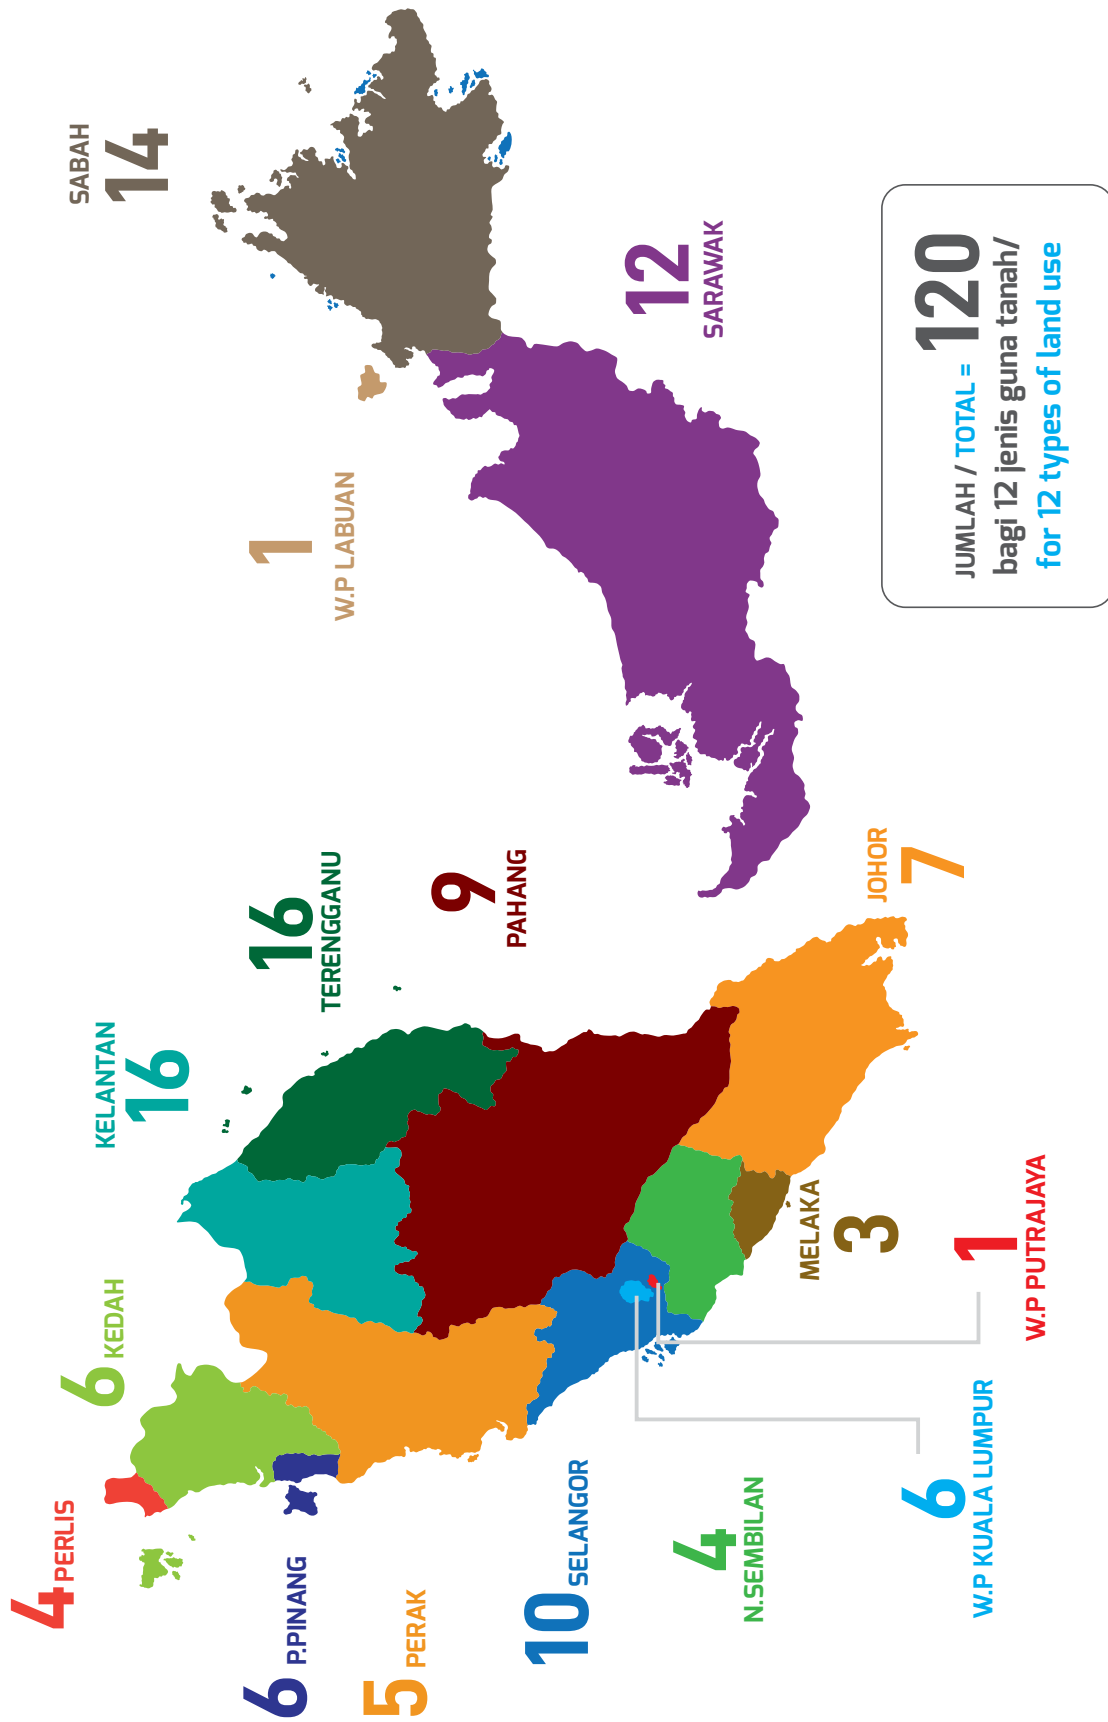 4 PERLIS
6 KEDAH
6 P.PINANG
5 PERAK
KELANTAN
16
16
TERENGGANU
9
PAHANG
10 SELANGOR
4
N.SEMBILAN
6
W.P KUALA LUMPUR
1
W.P PUTRAJAYA
MELAKA
3
JOHOR
7
SABAH
14
1
W.P LABUAN
12
SARAWAK
JUMLAH / TOTAL = 120
bagi 12 jenis guna tanah/
for 12 types of land use